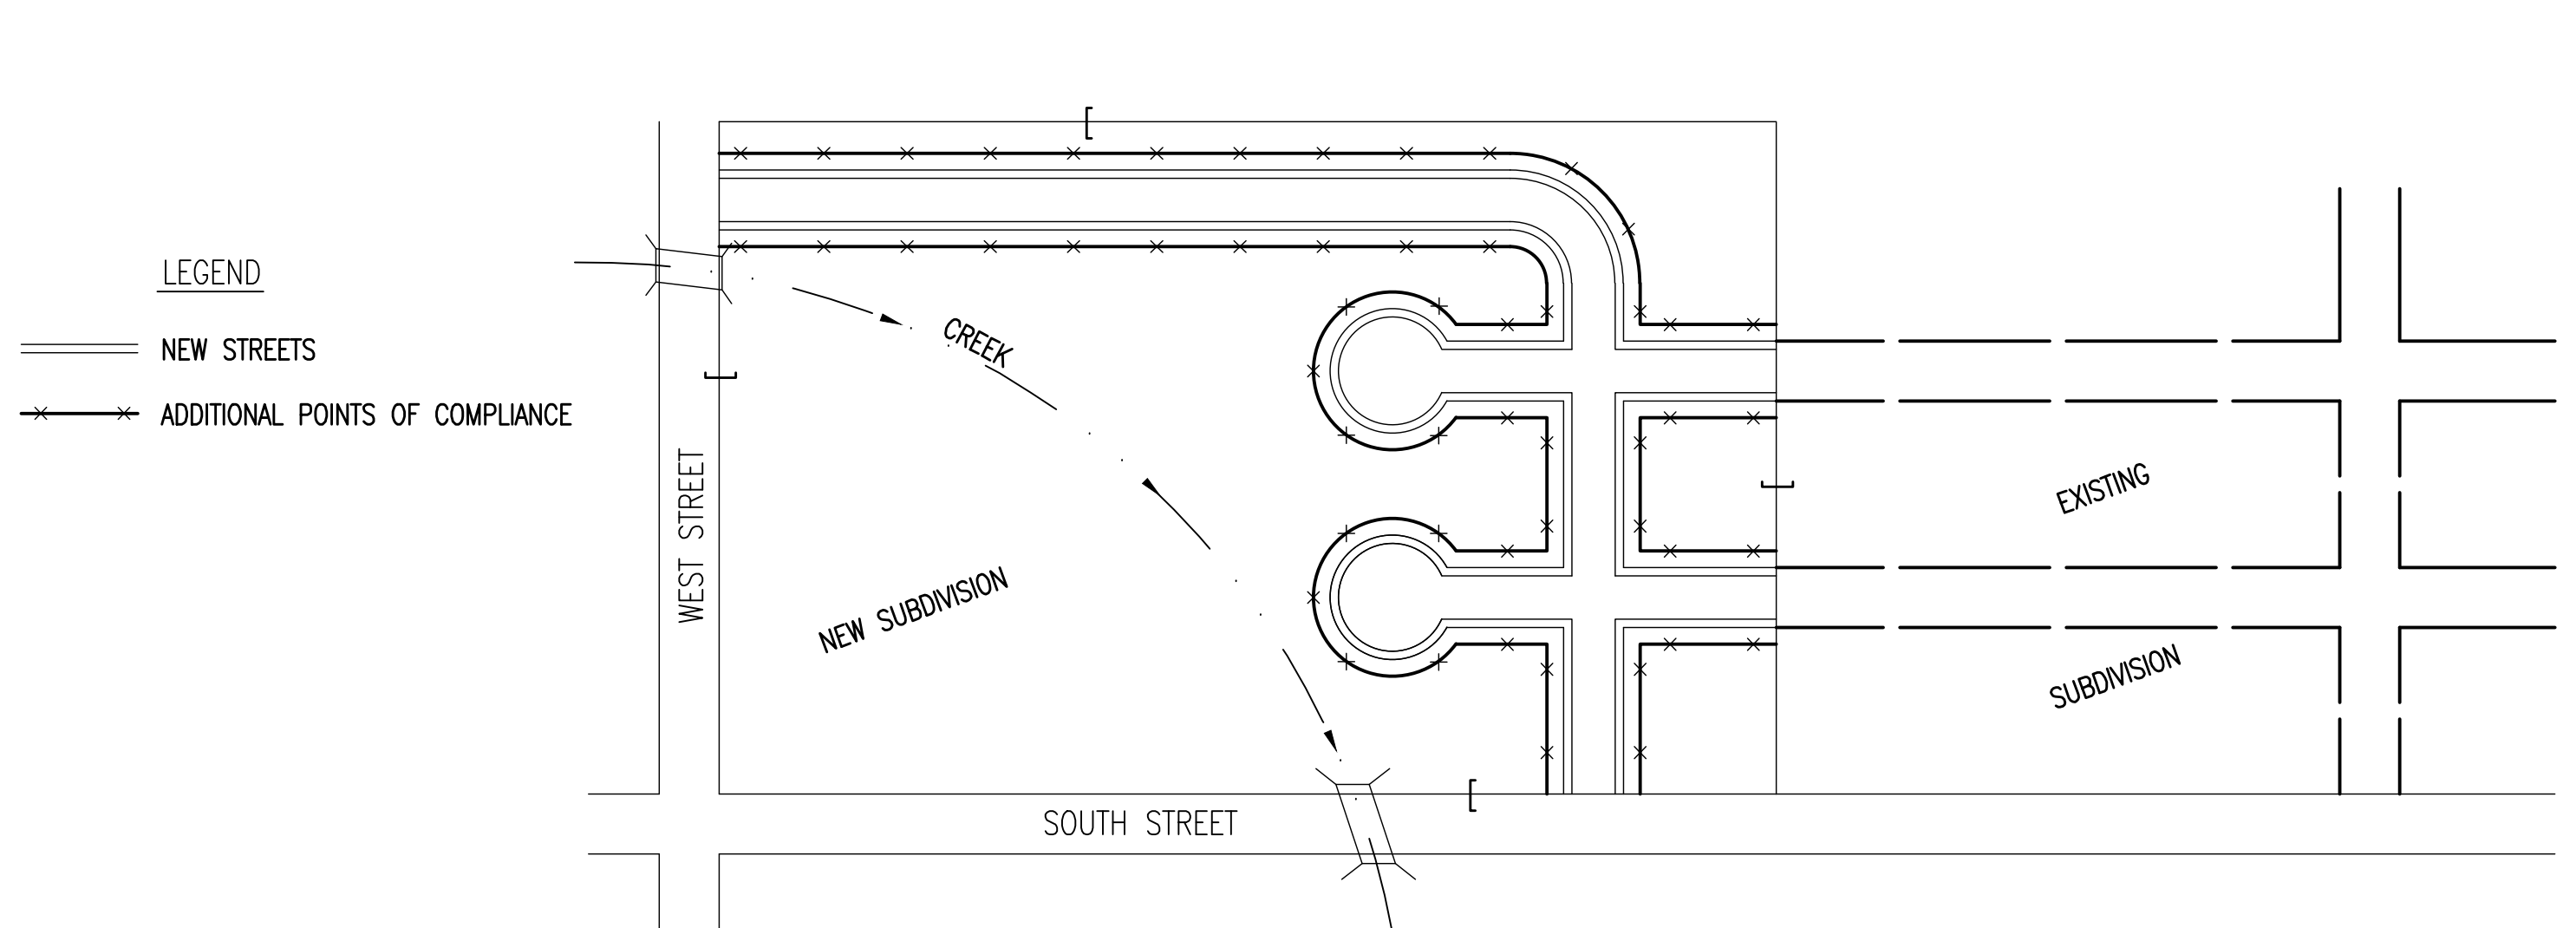 LEGEND
NEW STREETS
ADDITIONAL POINTS OF COMPLIANCE
WEST STREET
CREEK
NEW SUBDIVISION
SOUTH STREET
EXISTING
SUBDIVISION